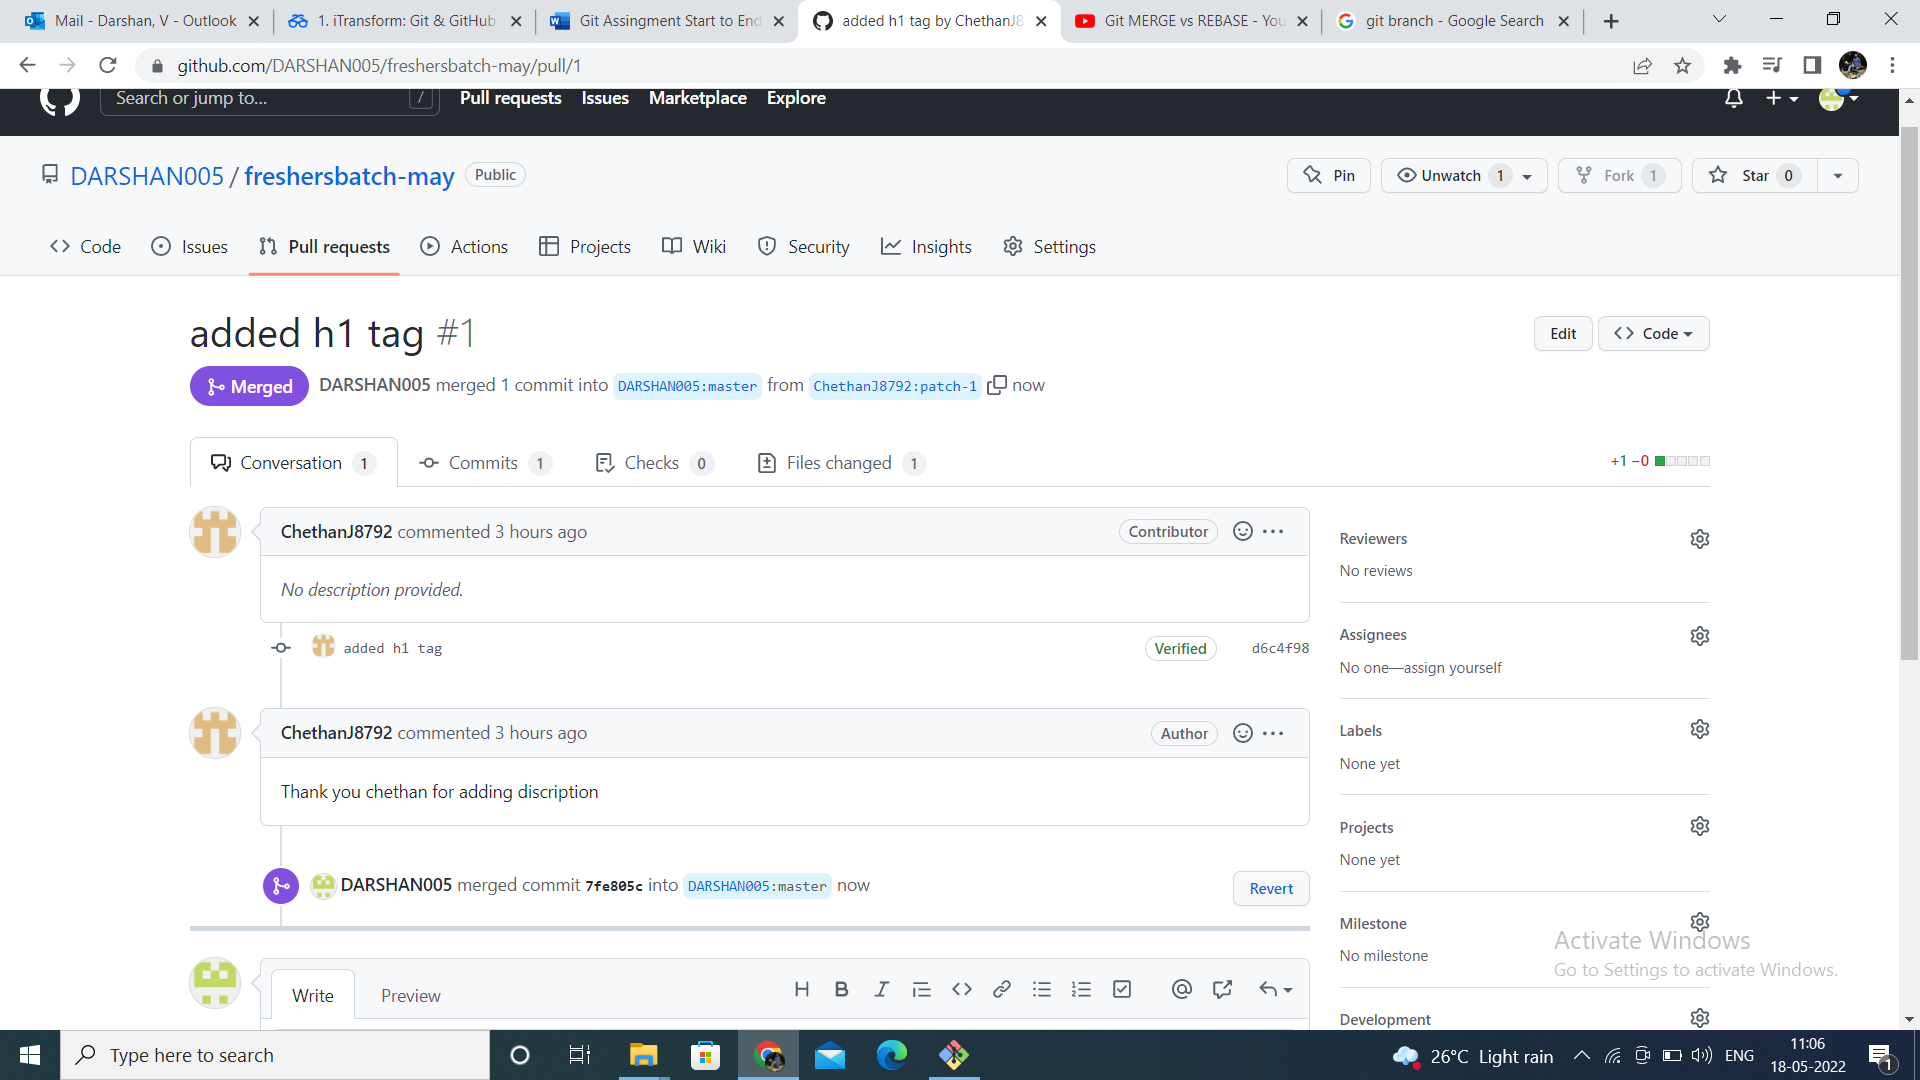 Mail - Darshan, V - Outlook
1. iTransform: Git & GitHub
Git Assingment Start to End
added h1 tag by ChethanJ8
Git MERGE vs REBASE - You
git branch - Google Search
github.com/DARSHAN005/freshersbatch-may/pull/1
Search or jump to... /
Pull requests Issues Marketplace Explore
DARSHAN005 / freshersbatch-may Public
Pin Unwatch 1 Fork 1 Star 0
Code Issues Pull requests Actions Projects Wiki Security Insights Settings
added h1 tag #1
Edit Code
Merged DARSHAN005 merged 1 commit into DARSHAN005:master from ChethanJ8792:patch-1 now
Conversation 1 Commits 1 Checks 0 Files changed 1
+1 −0
ChethanJ8792 commented 3 hours ago Contributor
No description provided.
added h1 tag Verified d6c4f98
ChethanJ8792 commented 3 hours ago Author
Thank you chethan for adding discription
DARSHAN005 merged commit 7fe805c into DARSHAN005:master now Revert
Write Preview
Reviewers
No reviews
Assignees
No one—assign yourself
Labels
None yet
Projects
None yet
Milestone
No milestone
Development
Activate Windows
Go to Settings to activate Windows.
Type here to search
26°C Light rain
ENG
11:06
18-05-2022
1